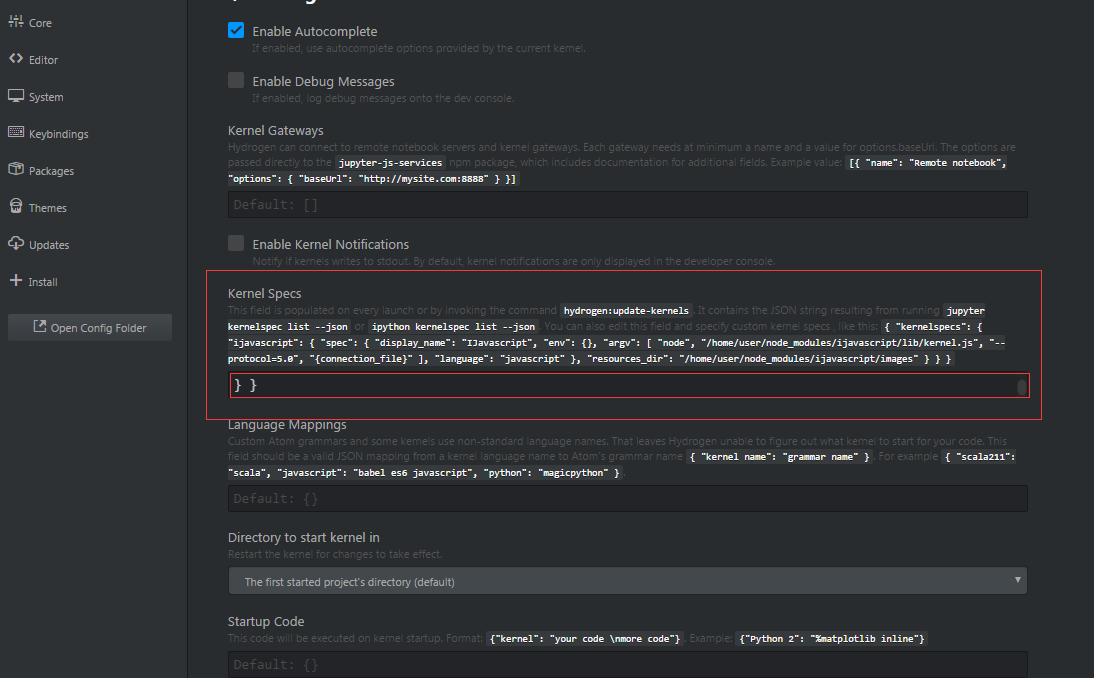 Core
Editor
System
Keybindings
Packages
Themes
Updates
Install
Open Config Folder
Enable Autocomplete
If enabled, use autocomplete options provided by the current kernel.
Enable Debug Messages
If enabled, log debug messages onto the dev console.
Kernel Gateways
Hydrogen can connect to remote notebook servers and kernel gateways. Each gateway needs at minimum a name and a value for options.baseUrl. The options are
passed directly to the jupyter-js-services npm package, which includes documentation for additional fields. Example value: [{ "name": "Remote notebook",
"options": { "baseUrl": "http://mysite.com:8888" } }]
Default: []
Enable Kernel Notifications
Notify if kernels writes to stdout. By default, kernel notifications are only displayed in the developer console.
Kernel Specs
This field is populated on every launch or by invoking the command hydrogen:update-kernels. It contains the JSON string resulting from running jupyter
kernelspec list --json or ipython kernelspec list --json. You can also edit this field and specify custom kernel specs , like this: { "kernelspecs": {
"ijavascript": { "spec": { "display_name": "IJavascript", "env": {}, "argv": [ "node", "/home/user/node_modules/ijavascript/lib/kernel.js", "--
protocol=5.0", "{connection_file}" ], "language": "javascript" }, "resources_dir": "/home/user/node_modules/ijavascript/images" } } }
} }
Language Mappings
Custom Atom grammars and some kernels use non-standard language names. That leaves Hydrogen unable to figure out what kernel to start for your code. This
field should be a valid JSON mapping from a kernel language name to Atom's grammar name { "kernel name": "grammar name" }. For example { "scala211":
"scala", "javascript": "babel es6 javascript", "python": "magicpython" }.
Default: {}
Directory to start kernel in
Restart the kernel for changes to take effect.
The first started project's directory (default)
Startup Code
This code will be executed on kernel startup. Format: {"kernel": "your code \nmore code"}. Example: {"Python 2": "%matplotlib inline"}
Default: {}